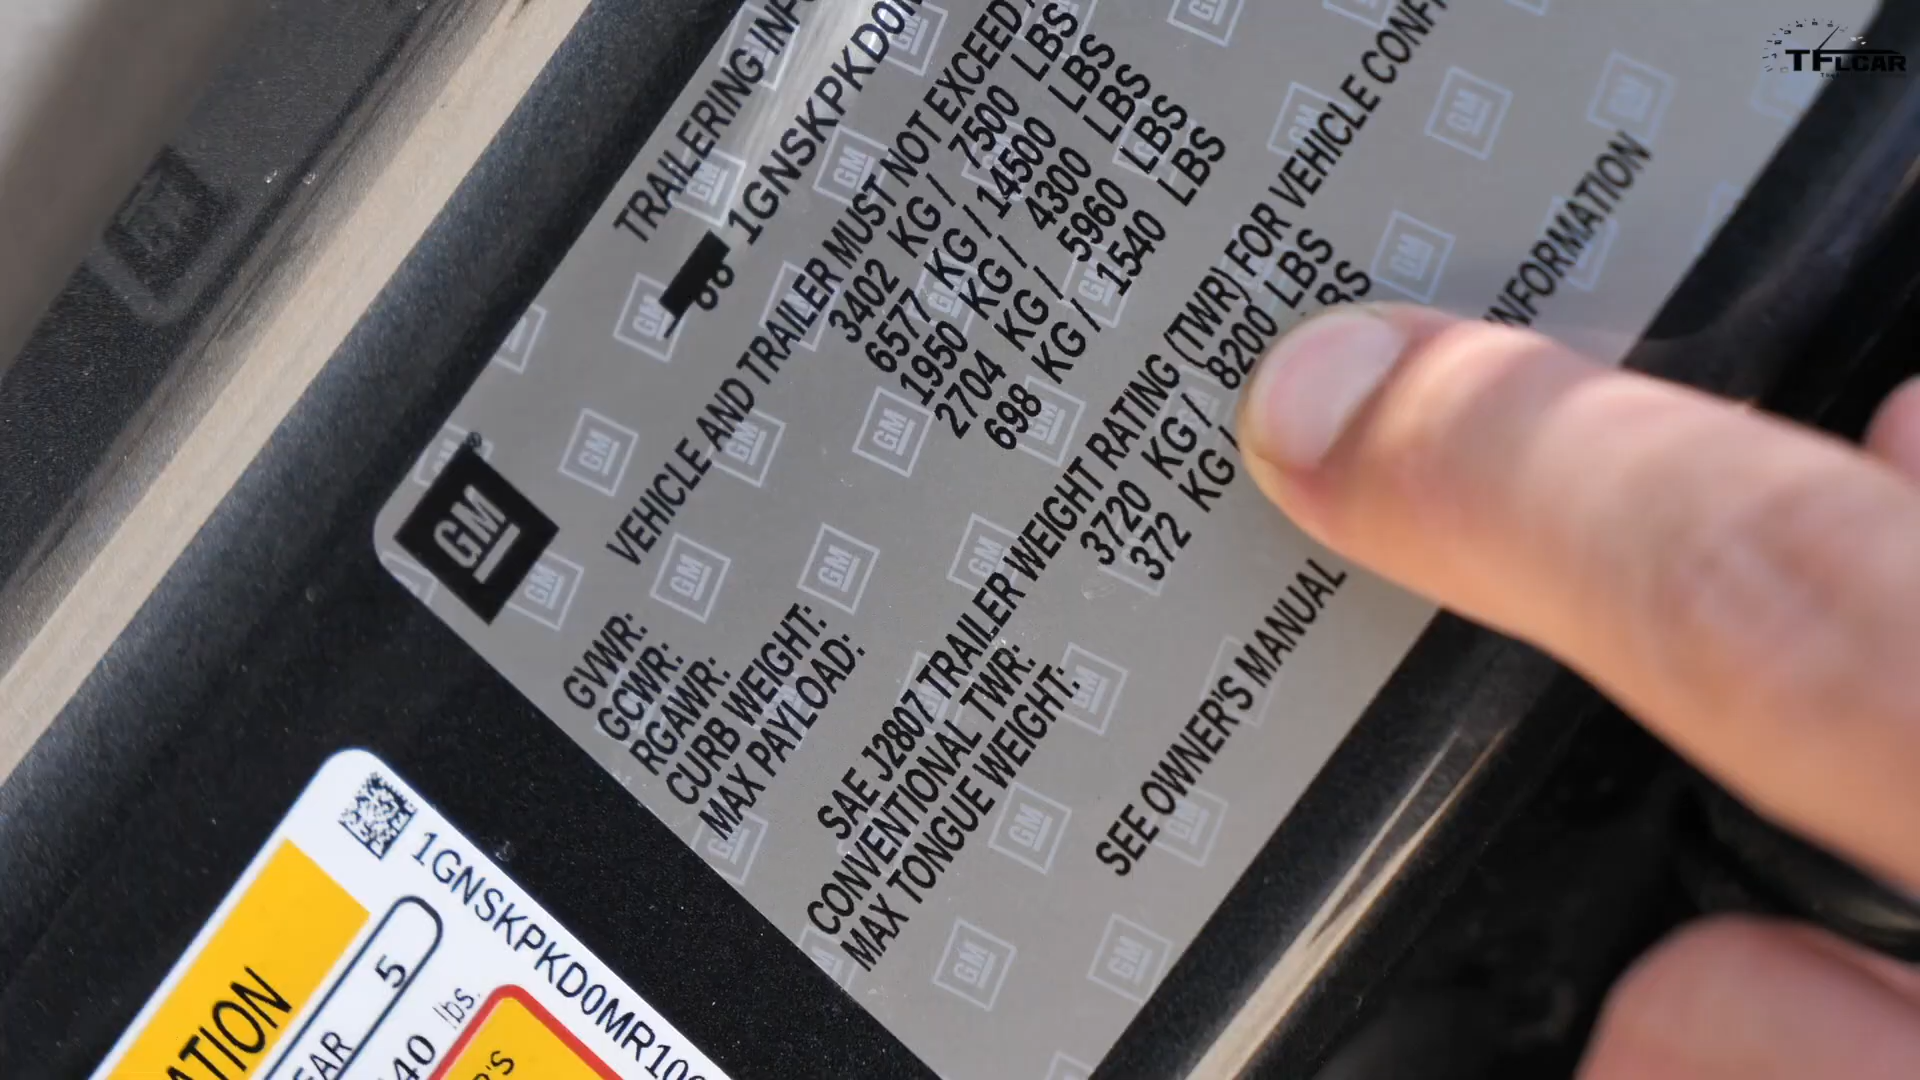 TFLCAR
TRAILERING
1GNSKPKD0
GM
VEHICLE AND TRAILER MUST NOT EXCEED
GVWR: 3402 KG / 7500 LBS
GCWR: 6577 KG / 14500 LBS
RGAWR: 1950 KG / 4300 LBS
CURB WEIGHT: 2704 KG / 5960 LBS
MAX PAYLOAD: 698 KG / 1540 LBS
SAE J2807 TRAILER WEIGHT RATING (TWR) FOR VEHICLE
CONVENTIONAL TWR: 3720 KG / 8200 LBS
MAX TONGUE WEIGHT: 372 KG /
SEE OWNER'S MANUAL INFORMATION
1GNSKPKD0MR10
5
lbs.